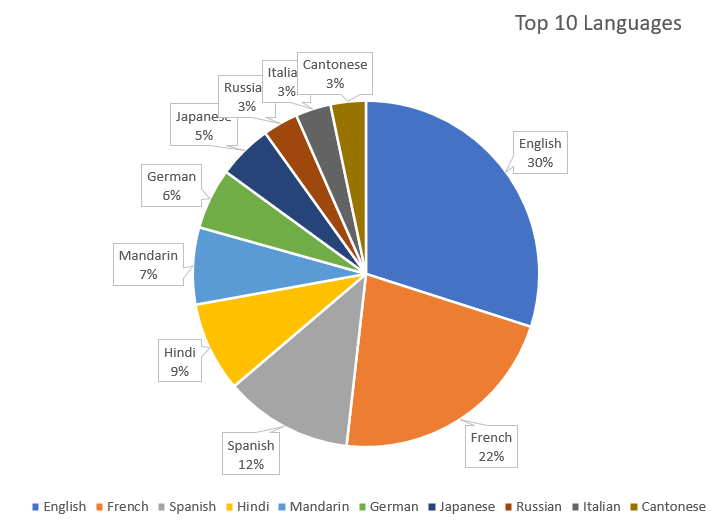 Top 10 Languages
English
30%
French
22%
Spanish
12%
Hindi
9%
Mandarin
7%
German
6%
Japanese
5%
Russia
3%
Italia
3%
Cantonese
3%
English French Spanish Hindi Mandarin German Japanese Russian Italian Cantonese